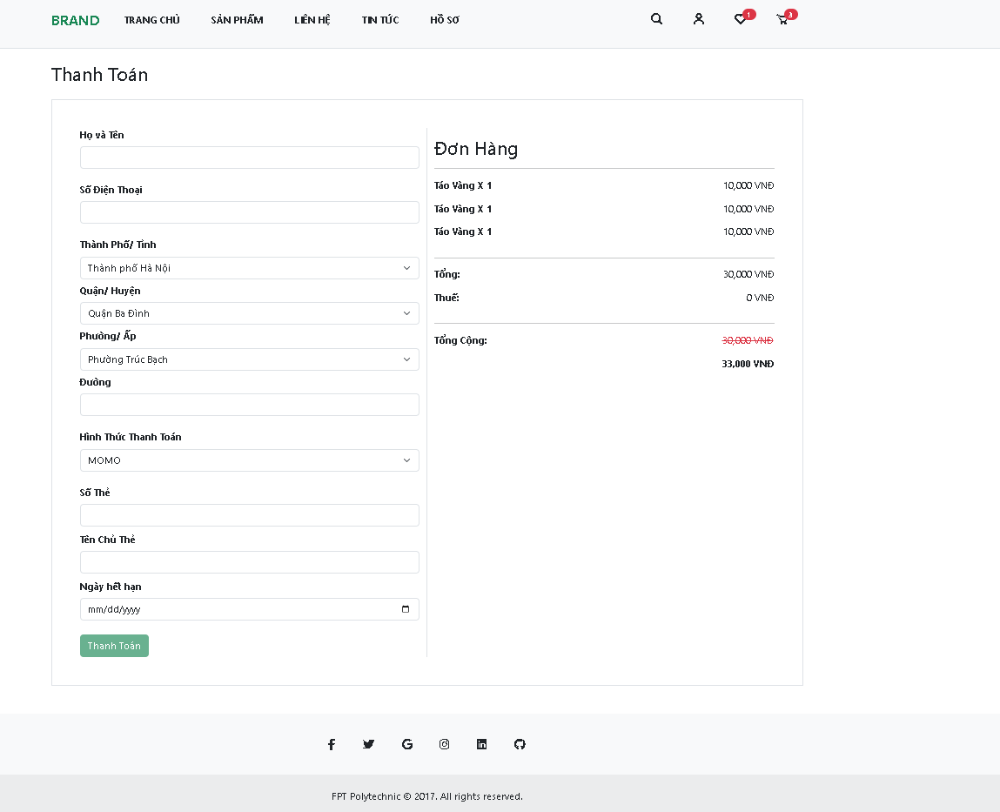 BRAND TRANG CHỦ SẢN PHẨM LIÊN HỆ TIN TỨC HỒ SƠ 1 3
Thanh Toán
Họ và Tên
Số Điện Thoại
Thành Phố/ Tỉnh
Thành phố Hà Nội
Quận/ Huyện
Quận Ba Đình
Phường/ Ấp
Phường Trúc Bạch
Đường
Hình Thức Thanh Toán
MOMO
Số Thẻ
Tên Chủ Thẻ
Ngày hết hạn
mm/dd/yyyy
Thanh Toán
Đơn Hàng
Táo Vàng X 1 10,000 VNĐ
Táo Vàng X 1 10,000 VNĐ
Táo Vàng X 1 10,000 VNĐ
Tổng: 30,000 VNĐ
Thuế: 0 VNĐ
Tổng Cộng: 30,000 VNĐ
33,000 VNĐ
FPT Polytechnic © 2017. All rights reserved.